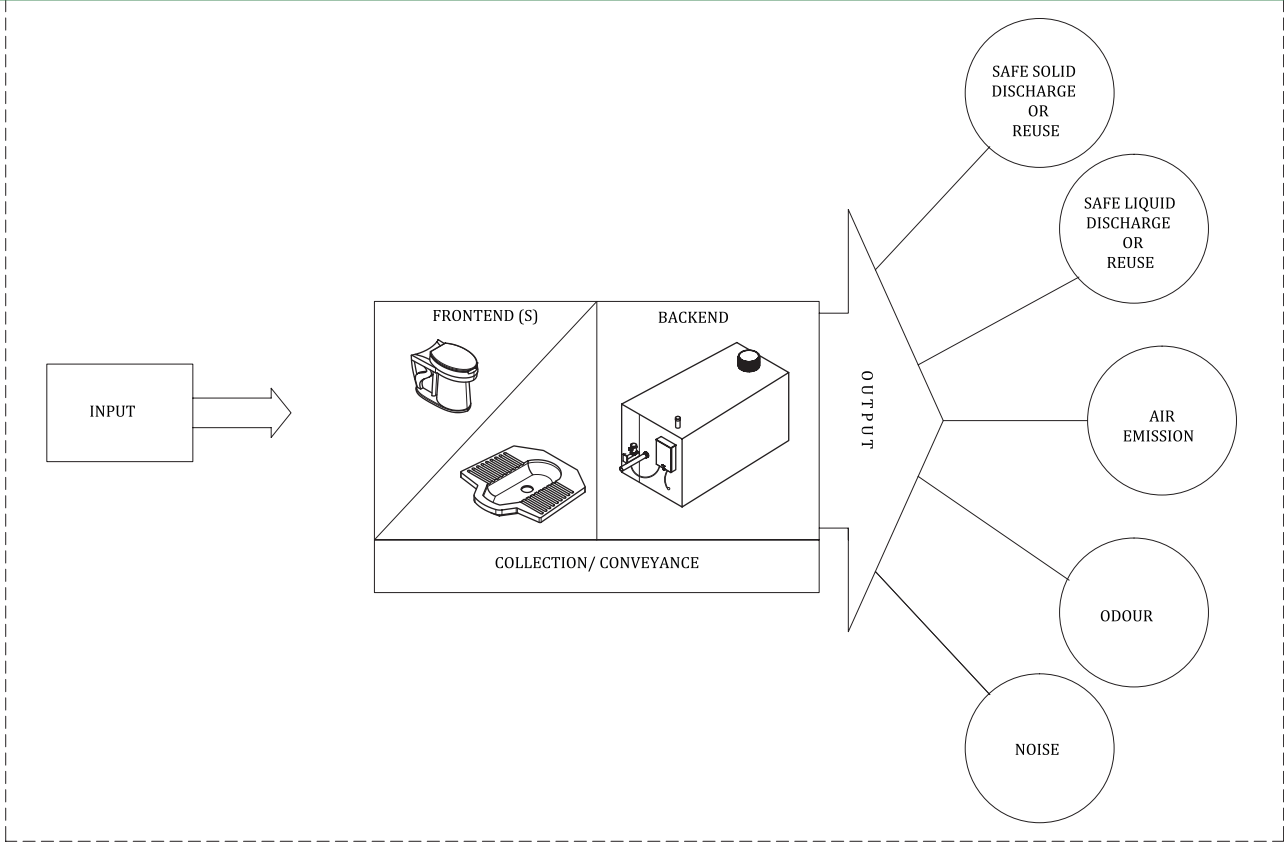 INPUT
FRONTEND (S)
BACKEND
COLLECTION/ CONVEYANCE
OUTPUT
SAFE SOLID
DISCHARGE
OR
REUSE
SAFE LIQUID
DISCHARGE
OR
REUSE
AIR
EMISSION
ODOUR
NOISE